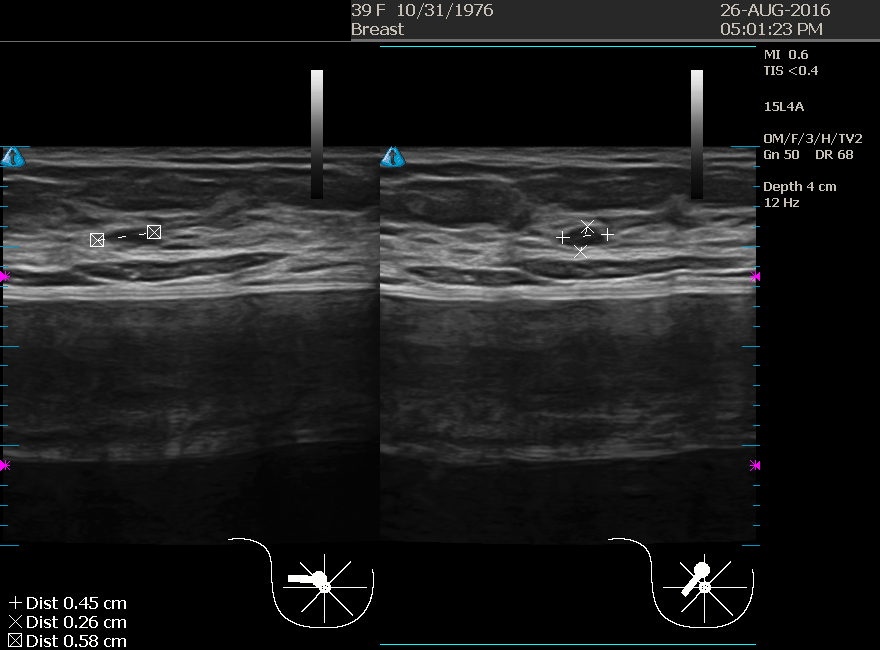 39 F 10/31/1976
26-AUG-2016
Breast
05:01:23 PM
MI 0.6
TIS <0.4
15L4A
OM/F/3/H/TV2
Gn 50 DR 68
Depth 4 cm
12 Hz
Dist 0.45 cm
Dist 0.26 cm
Dist 0.58 cm